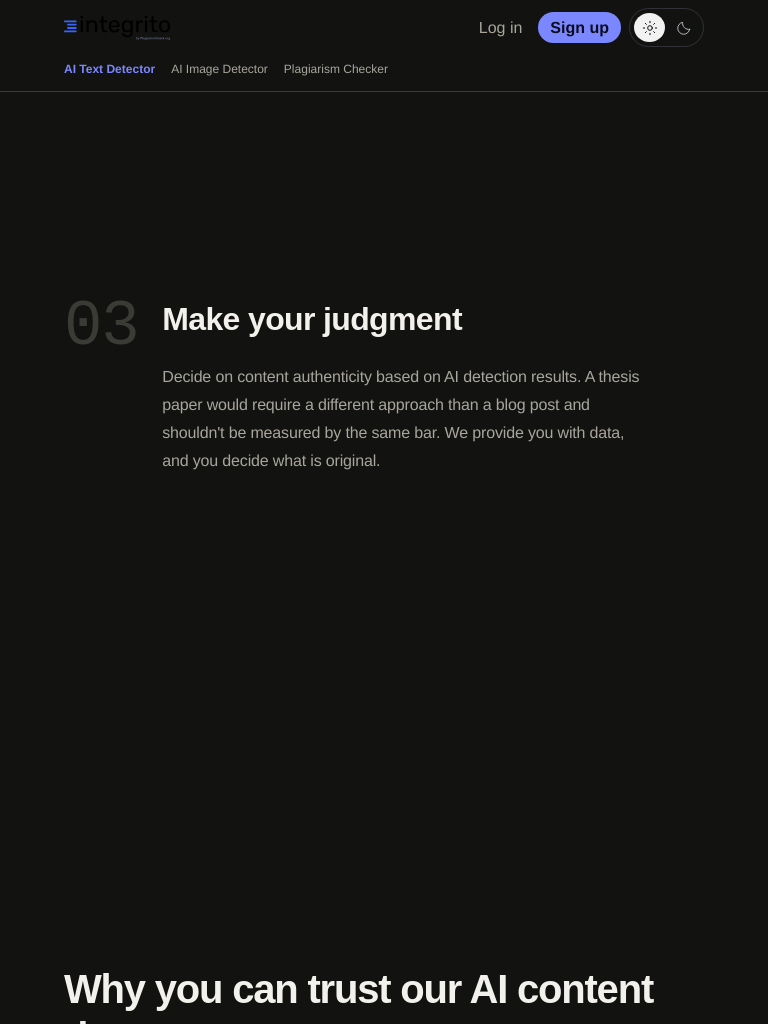 integrito
Log in
Sign up
AI Text Detector
AI Image Detector
Plagiarism Checker
03
Make your judgment
Decide on content authenticity based on AI detection results. A thesis
paper would require a different approach than a blog post and
shouldn't be measured by the same bar. We provide you with data,
and you decide what is original.
Why you can trust our AI content